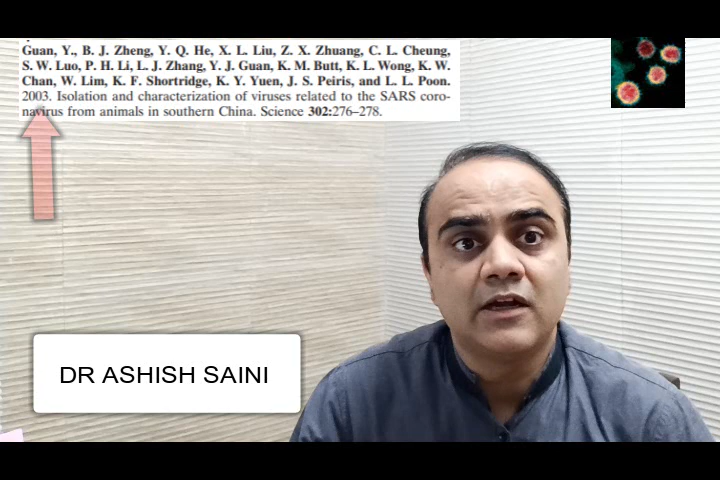 Guan, Y., B. J. Zheng, Y. Q. He, X. L. Liu, Z. X. Zhuang, C. L. Cheung,
S. W. Luo, P. H. Li, L. J. Zhang, Y. J. Guan, K. M. Butt, K. L. Wong, K. W.
Chan, W. Lim, K. F. Shortridge, K. Y. Yuen, J. S. Peiris, and L. L. Poon.
2003. Isolation and characterization of viruses related to the SARS coro-
navirus from animals in southern China. Science 302:276–278.
DR ASHISH SAINI